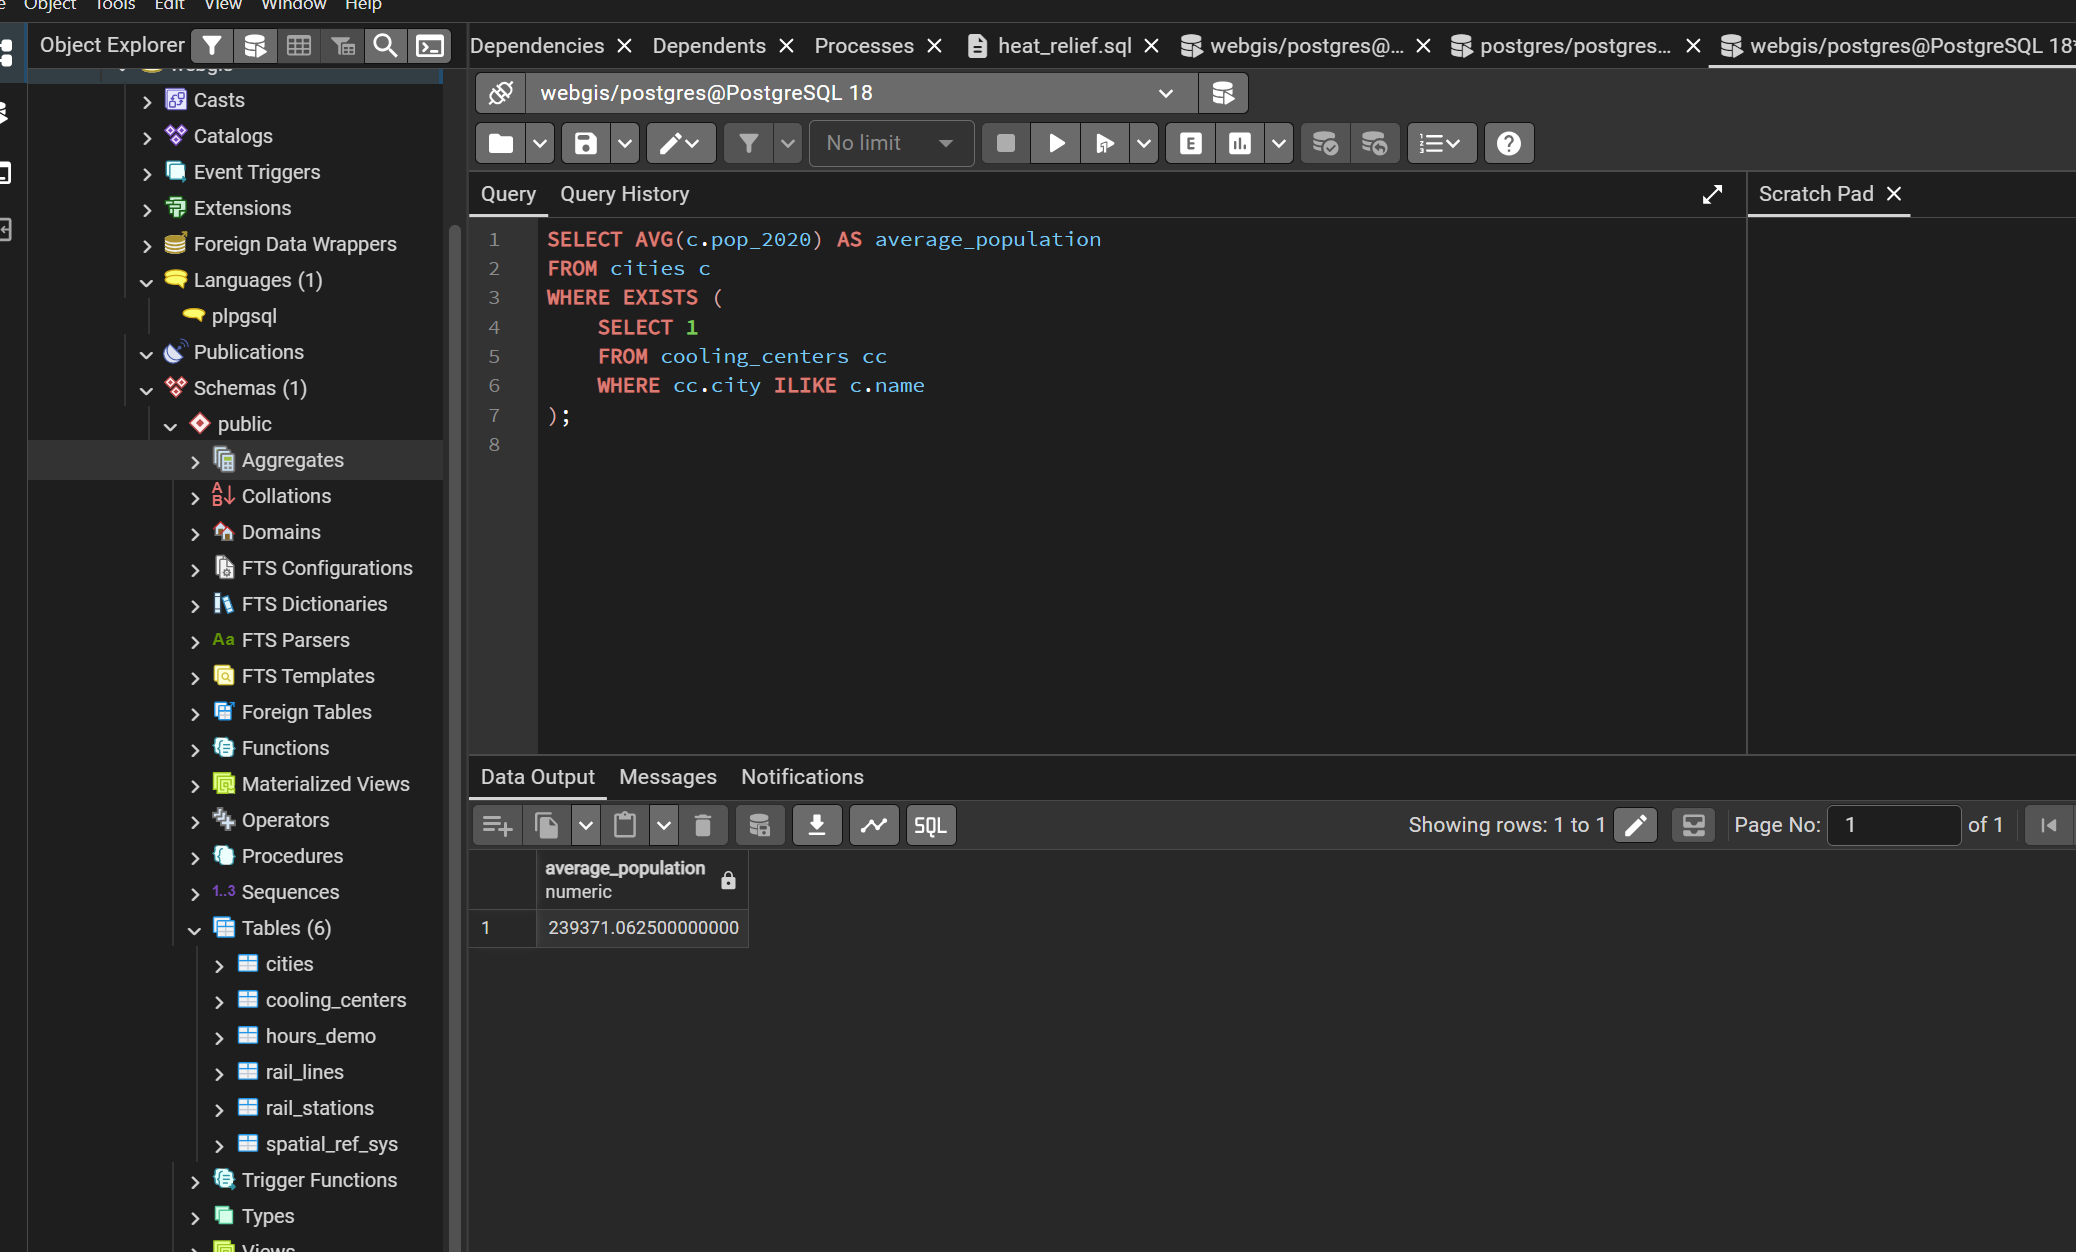 Object Tools Edit View Window Help
Object Explorer
Dependencies
Dependents
Processes
heat_relief.sql
webgis/postgres@...
postgres/postgres...
webgis/postgres@PostgreSQL 18*
webgis
Casts
Catalogs
Event Triggers
Extensions
Foreign Data Wrappers
Languages (1)
plpgsql
Publications
Schemas (1)
public
Aggregates
Collations
Domains
FTS Configurations
FTS Dictionaries
Aa FTS Parsers
FTS Templates
Foreign Tables
Functions
Materialized Views
Operators
Procedures
1..3 Sequences
Tables (6)
cities
cooling_centers
hours_demo
rail_lines
rail_stations
spatial_ref_sys
Trigger Functions
Types
Views
webgis/postgres@PostgreSQL 18
No limit
E
Query
Query History
Scratch Pad
1 SELECT AVG(c.pop_2020) AS average_population
2 FROM cities c
3 WHERE EXISTS (
4 SELECT 1
5 FROM cooling_centers cc
6 WHERE cc.city ILIKE c.name
7 );
8
Data Output
Messages
Notifications
SQL
Showing rows: 1 to 1
Page No: 1 of 1
average_population
numeric
1 239371.062500000000